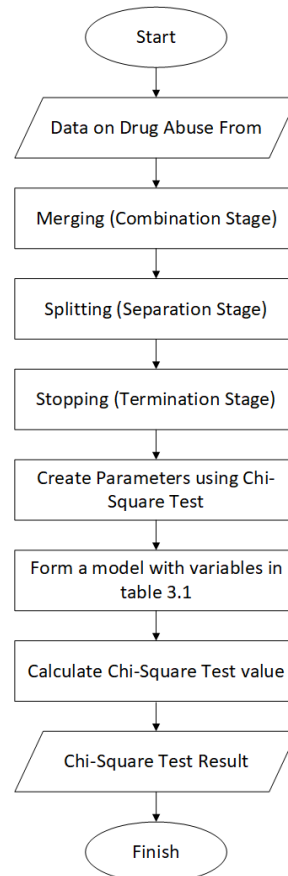 Start
Data on Drug Abuse From
Merging (Combination Stage)
Splitting (Separation Stage)
Stopping (Termination Stage)
Create Parameters using Chi-
Square Test
Form a model with variables in
table 3.1
Calculate Chi-Square Test value
Chi-Square Test Result
Finish